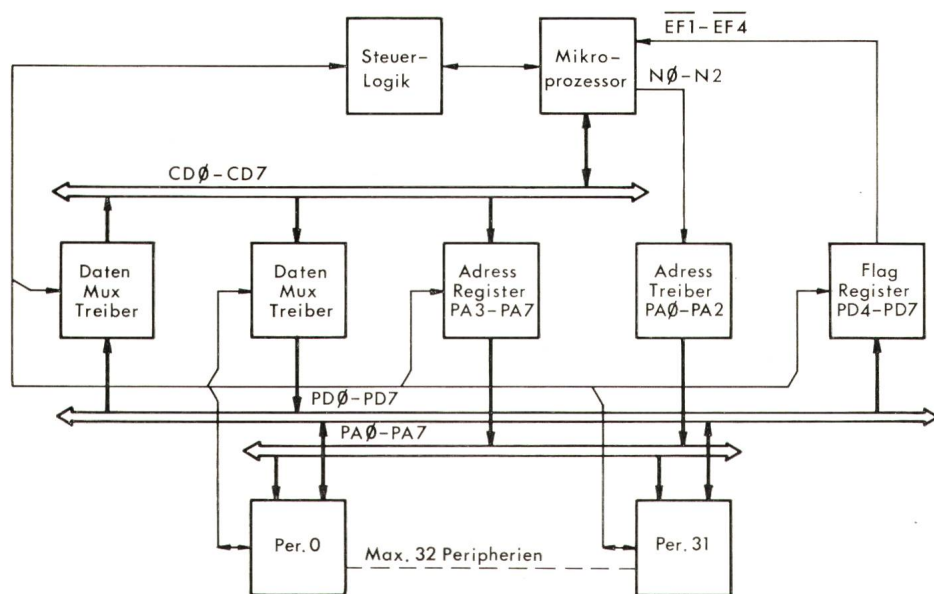 Steuer-
Logik
Mikro-
prozessor
EF1-EF4
NØ-N2
CDØ-CD7
Daten
Mux
Treiber
Daten
Mux
Treiber
Adress
Register
PA3-PA7
Adress
Treiber
PAØ-PA2
Flag
Register
PD4-PD7
PDØ-PD7
PAØ-PA7
Per.0
Max. 32 Peripherien
Per. 31